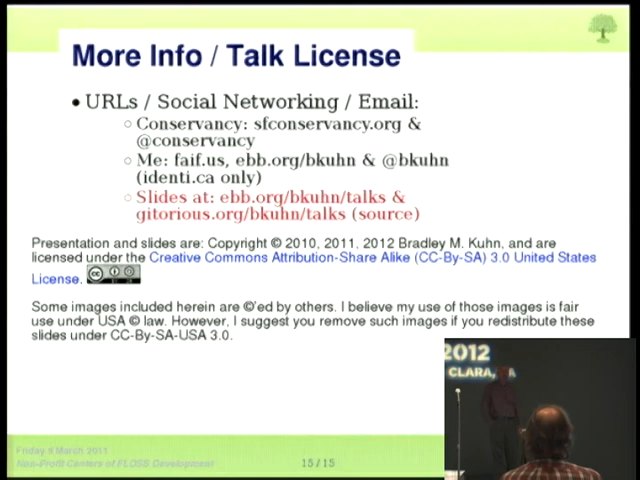 More Info / Talk License
• URLs / Social Networking / Email:
○ Conservancy: sfconservancy.org &
@conservancy
○ Me: faif.us, ebb.org/bkuhn & @bkuhn
(identi.ca only)
○ Slides at: ebb.org/bkuhn/talks &
gitorious.org/bkuhn/talks (source)
Presentation and slides are: Copyright © 2010, 2011, 2012 Bradley M. Kuhn, and are
licensed under the Creative Commons Attribution-Share Alike (CC-By-SA) 3.0 United States
License.
Some images included herein are ©'ed by others. I believe my use of those images is fair
use under USA © law. However, I suggest you remove such images if you redistribute these
slides under CC-By-SA-USA 3.0.
2012
CLARA,
Friday 9 March 2011
Non-Profit Centers of FLOSS Development
15 / 15